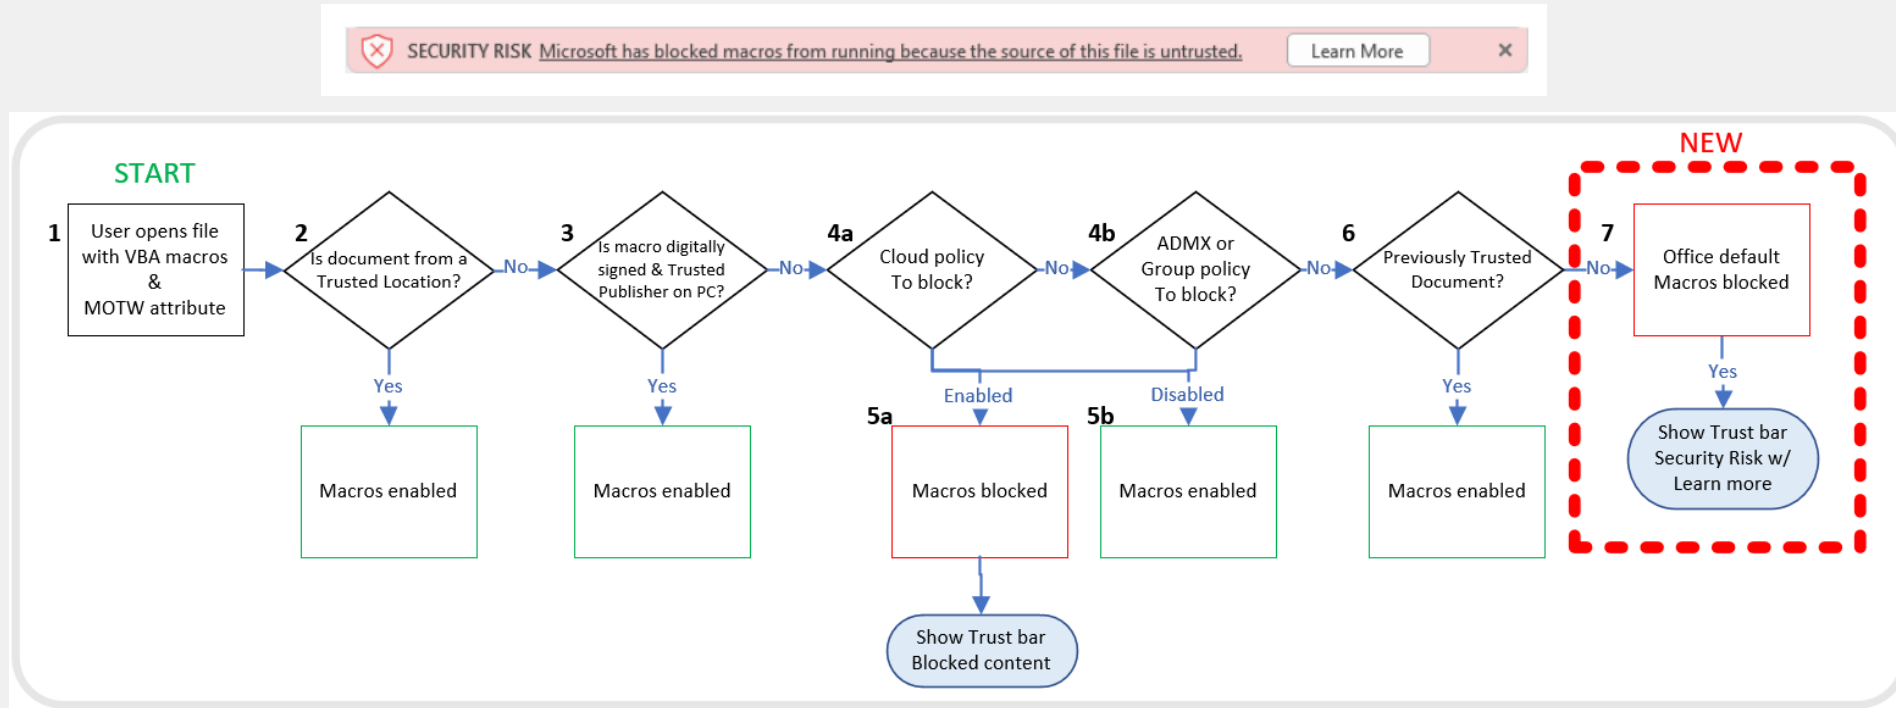 SECURITY RISK Microsoft has blocked macros from running because the source of this file is untrusted. Learn More
START
NEW
1
User opens file
with VBA macros
&
MOTW attribute
2
Is document from a
Trusted Location?
No
3
Is macro digitally
signed & Trusted
Publisher on PC?
No
4a
Cloud policy
To block?
No
4b
ADMX or
Group policy
To block?
No
6
Previously Trusted
Document?
No
7
Office default
Macros blocked
Yes
Yes
Enabled
Disabled
Yes
Yes
Macros enabled
Macros enabled
5a
Macros blocked
5b
Macros enabled
Macros enabled
Show Trust bar
Security Risk w/
Learn more
Show Trust bar
Blocked content